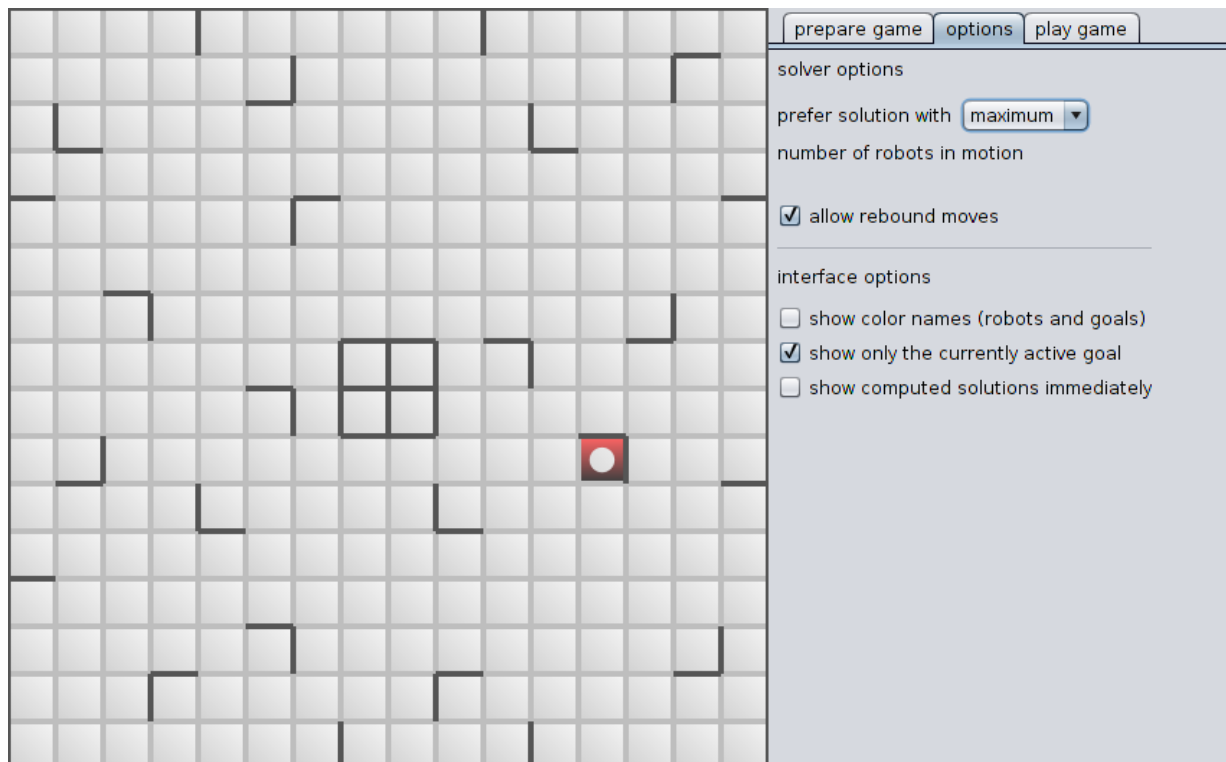 prepare game options play game
solver options
prefer solution with maximum
number of robots in motion
allow rebound moves
interface options
show color names (robots and goals)
show only the currently active goal
show computed solutions immediately